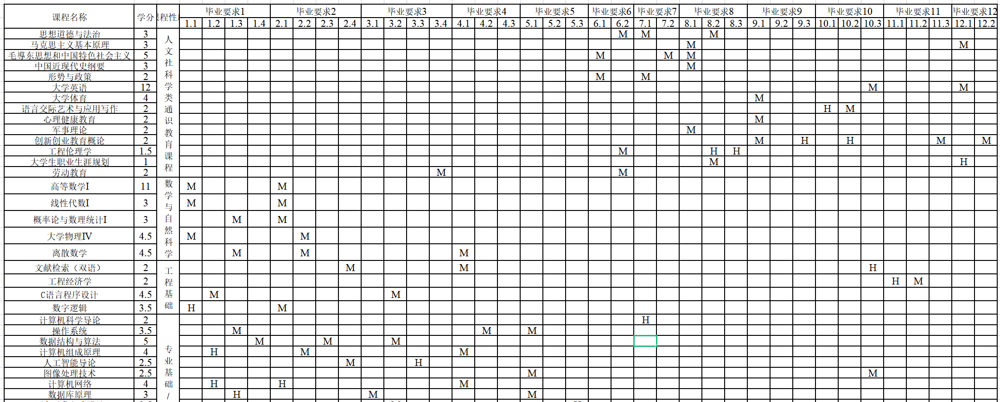 课程名称 学分 课程性质 毕业要求1 毕业要求2 毕业要求3 毕业要求4 毕业要求5 毕业要求6 毕业要求7 毕业要求8 毕业要求9 毕业要求10 毕业要求11 毕业要求12
1.1 1.2 1.3 1.4 2.1 2.2 2.3 2.4 3.1 3.2 3.3 3.4 4.1 4.2 4.3 5.1 5.2 5.3 6.1 6.2 7.1 7.2 8.1 8.2 8.3 9.1 9.2 9.3 10.1 10.2 10.3 11.1 11.2 11.3 12.1 12.2
人文社科学类通识教育课程
思想道德与法治 3 M M M
马克思主义基本原理 3 M M
毛導东思想和中国特色社会主义 5 M M M
中国近现代史纲要 3 M
形势与政策 2 M M
大学英语 12 M M
大学体育 4 M
语言交际艺术与应用写作 2 H M
心理健康教育 2 M
军事理论 2 M
创新创业教育概论 2 M H H M M
工程伦理学 1.5 M H H
大学生职业生涯规划 1 M H
劳动教育 2 M M
数学与自然科学
高等数学Ⅰ 11 M M
线性代数Ⅰ 3 M M
概率论与数理统计Ⅰ 3 M M
大学物理Ⅳ 4.5 M M
离散数学 4.5 M M M
工程基础
文献检索（双语） 2 M M H
工程经济学 2 H M
C语言程序设计 4.5 M M
数字逻辑 3.5 H M
专业基础/
计算机科学导论 2 H
操作系统 3.5 M M M
数据结构与算法 5 M M M
计算机组成原理 4 H M M
人工智能导论 2.5 M H
图像处理技术 2.5 M M
计算机网络 4 H H M
数据库原理 3 H M M